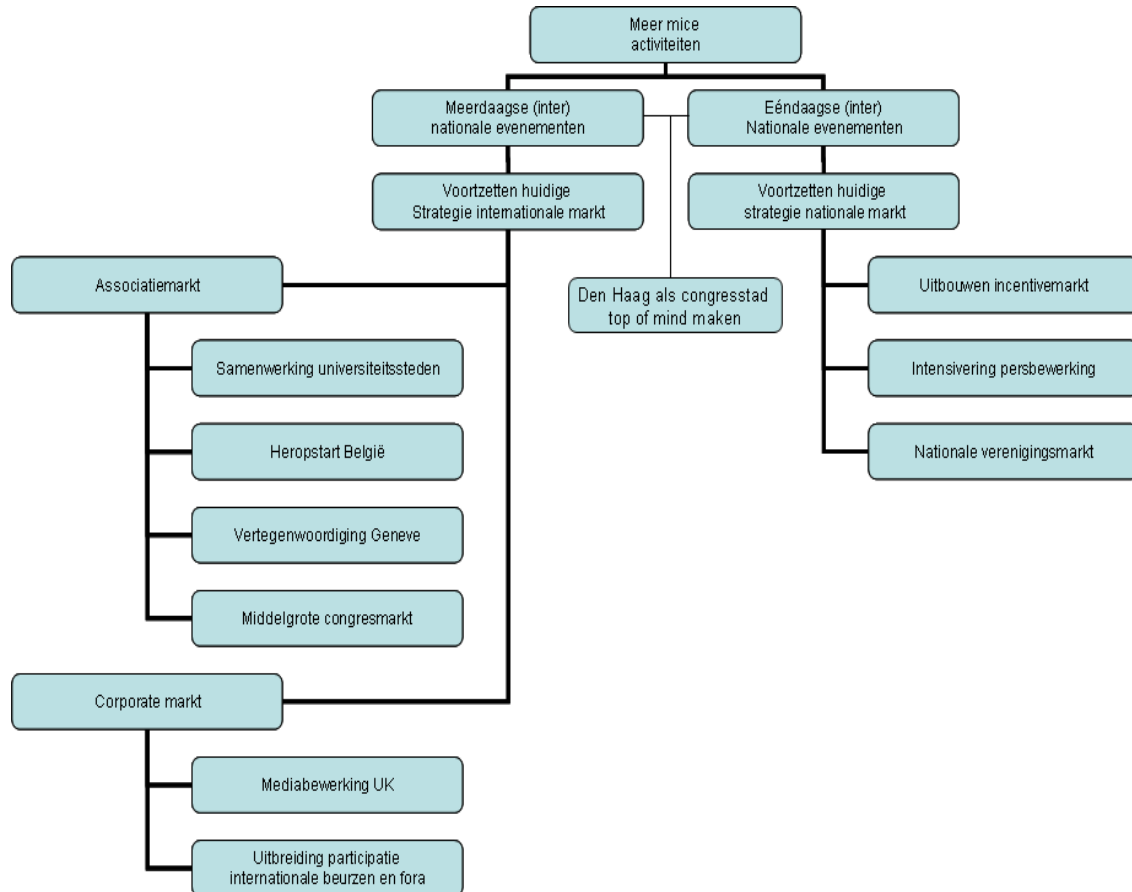 Meer mice
activiteiten
Meerdaagse (inter)
nationale evenementen
Eéndaagse (inter)
Nationale evenementen
Voortzetten huidige
Strategie internationale markt
Voortzetten huidige
strategie nationale markt
Associatiemarkt
Den Haag als congresstad
top of mind maken
Uitbouwen incentivemarkt
Samenwerking universiteitssteden
Intensivering persbewerking
Heropstart België
Nationale verenigingsmarkt
Vertegenwoordiging Geneve
Middelgrote congresmarkt
Corporate markt
Mediabewerking UK
Uitbreiding participatie
internationale beurzen en fora